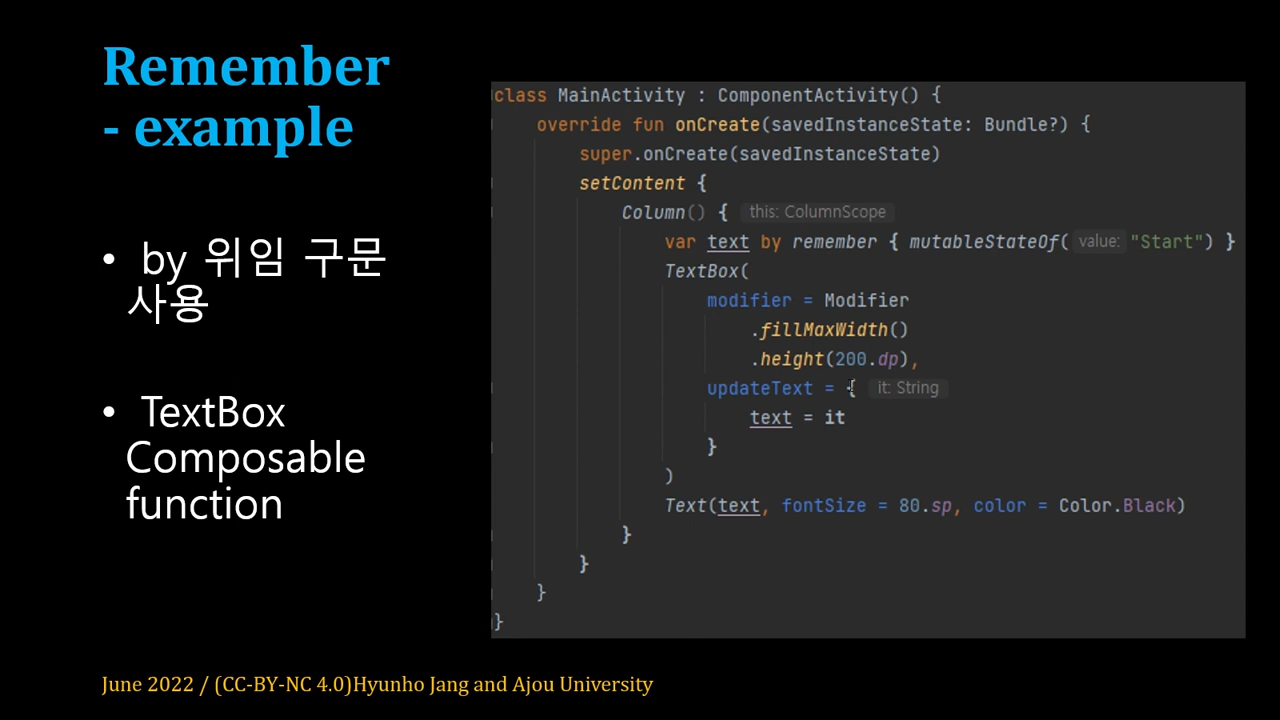 Remember
- example
• by 위임 구문
사용
• TextBox
Composable
function
class MainActivity : ComponentActivity() {
override fun onCreate(savedInstanceState: Bundle?) {
super.onCreate(savedInstanceState)
setContent {
Column() { this: ColumnScope
var text by remember { mutableStateOf( value: "Start") }
TextBox(
modifier = Modifier
.fillMaxWidth()
.height(200.dp),
updateText = { it: String
text = it
}
)
Text(text, fontSize = 80.sp, color = Color.Black)
}
}
}
}
June 2022 / (CC-BY-NC 4.0)Hyunho Jang and Ajou University